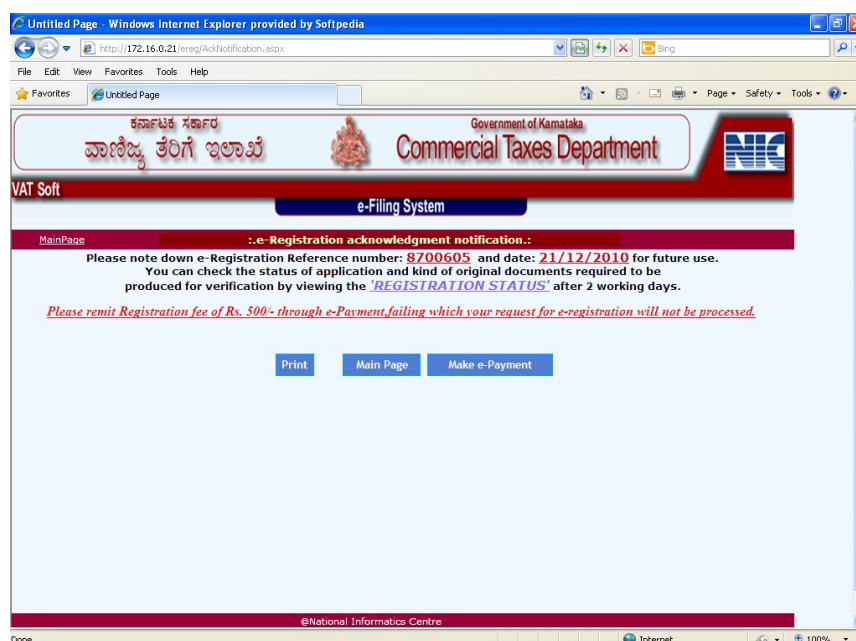 Untitled Page - Windows Internet Explorer provided by Softpedia
http://172.16.0.21/ereg/AckNotification.aspx
Bing
File Edit View Favorites Tools Help
Favorites Untitled Page Page Safety Tools
ಕರ್ನಾಟಕ ಸರ್ಕಾರ Government of Karnataka
ವಾಣಿಜ್ಯ ತೆರಿಗೆ ಇಲಾಖೆ Commercial Taxes Department NIC
VAT Soft
e-Filing System
MainPage :.e-Registration acknowledgment notification.:
Please note down e-Registration Reference number: 8700605 and date: 21/12/2010 for future use.
You can check the status of application and kind of original documents required to be
produced for verification by viewing the 'REGISTRATION STATUS' after 2 working days.
Please remit Registration fee of Rs. 500/- through e-Payment,failing which your request for e-registration will not be processed.
Print Main Page Make e-Payment
@National Informatics Centre
Done Internet 100%